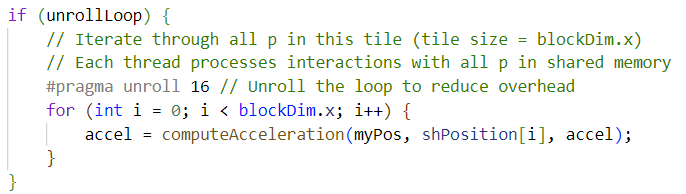 if (unrollLoop) {
    // Iterate through all p in this tile (tile size = blockDim.x)
    // Each thread processes interactions with all p in shared memory
    #pragma unroll 16 // Unroll the loop to reduce overhead
    for (int i = 0; i < blockDim.x; i++) {
        accel = computeAcceleration(myPos, shPosition[i], accel);
    }
}